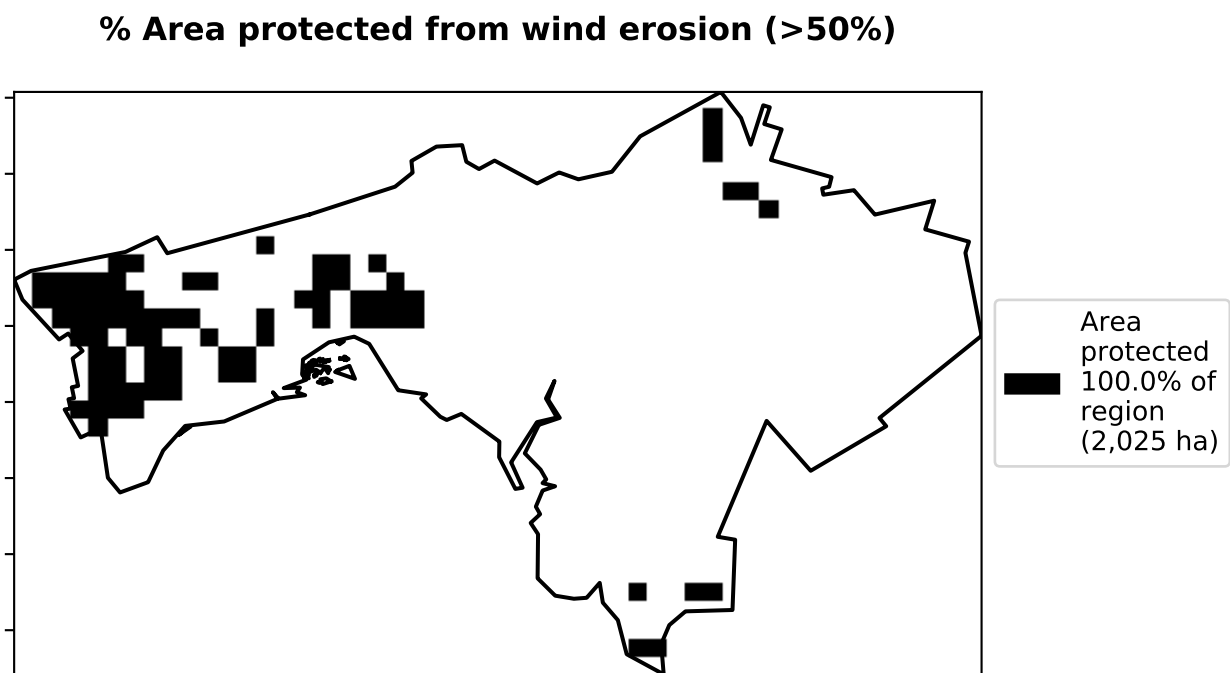 % Area protected from wind erosion (>50%)
Area
protected
100.0% of
region
(2,025 ha)